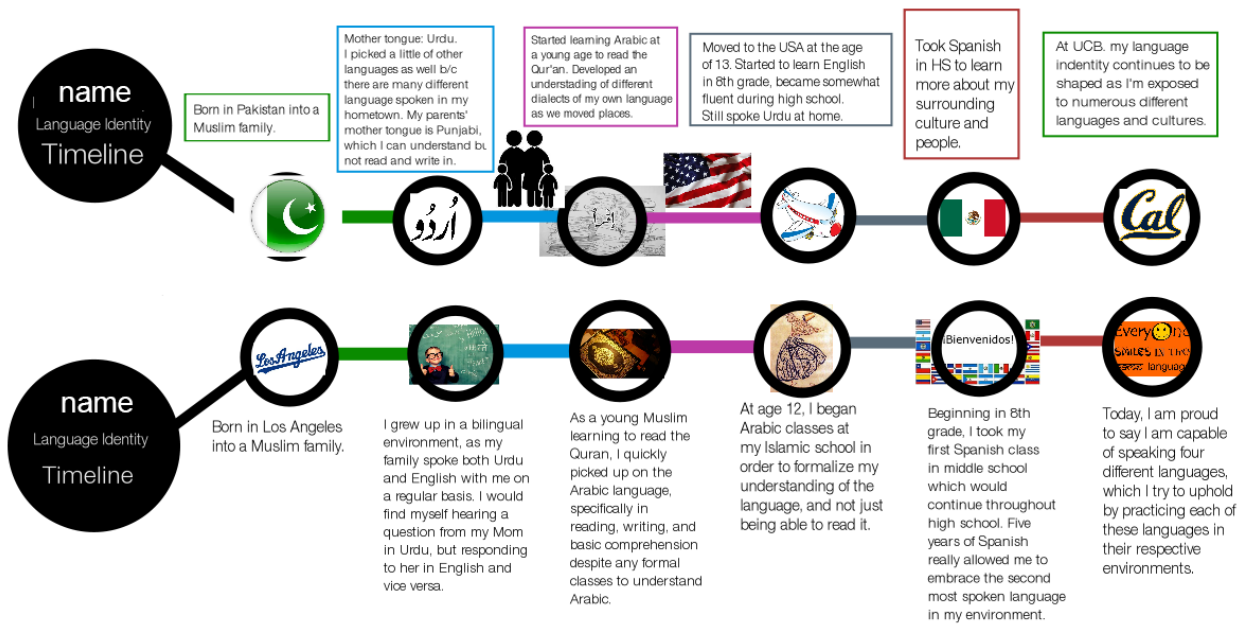 name
Language Identity
Timeline
Born in Pakistan into a
Muslim family.
Mother tongue: Urdu.
I picked a little of other
languages as well b/c
there are many different
language spoken in my
hometown. My parents'
mother tongue is Punjabi,
which I can understand bu
not read and write in.
Started learning Arabic at
a young age to read the
Qur'an. Developed an
undestading of different
dialects of my own language
as we moved places.
Moved to the USA at the age
of 13. Started to learn English
in 8th grade, became somewhat
fluent during high school.
Still spoke Urdu at home.
Took Spanish
in HS to learn
more about my
surrounding
culture and
people.
At UCB. my language
indentity continues to be
shaped as I'm exposed
to numerous different
languages and cultures.
اُردُو
إقرأ
Cal
name
Language Identity
Timeline
Los Angeles
Born in Los Angeles
into a Muslim family.
I grew up in a bilingual
environment, as my
family spoke both Urdu
and English with me on
a regular basis. I would
find myself hearing a
question from my Mom
in Urdu, but responding
to her in English and
vice versa.
As a young Muslim
learning to read the
Quran, I quickly
picked up on the
Arabic language,
specifically in
reading, writing, and
basic comprehension
despite any formal
classes to understand
Arabic.
At age 12, I began
Arabic classes at
my Islamic school in
order to formalize my
understanding of the
language, and not just
being able to read it.
¡Bienvenidos!
Beginning in 8th
grade, I took my
first Spanish class
in middle school
which would
continue throughout
high school. Five
years of Spanish
really allowed me to
embrace the second
most spoken language
in my environment.
Every One
SMILES IN THE
languag
Today, I am proud
to say I am capable
of speaking four
different languages,
which I try to uphold
by practicing each of
these languages in
their respective
environments.